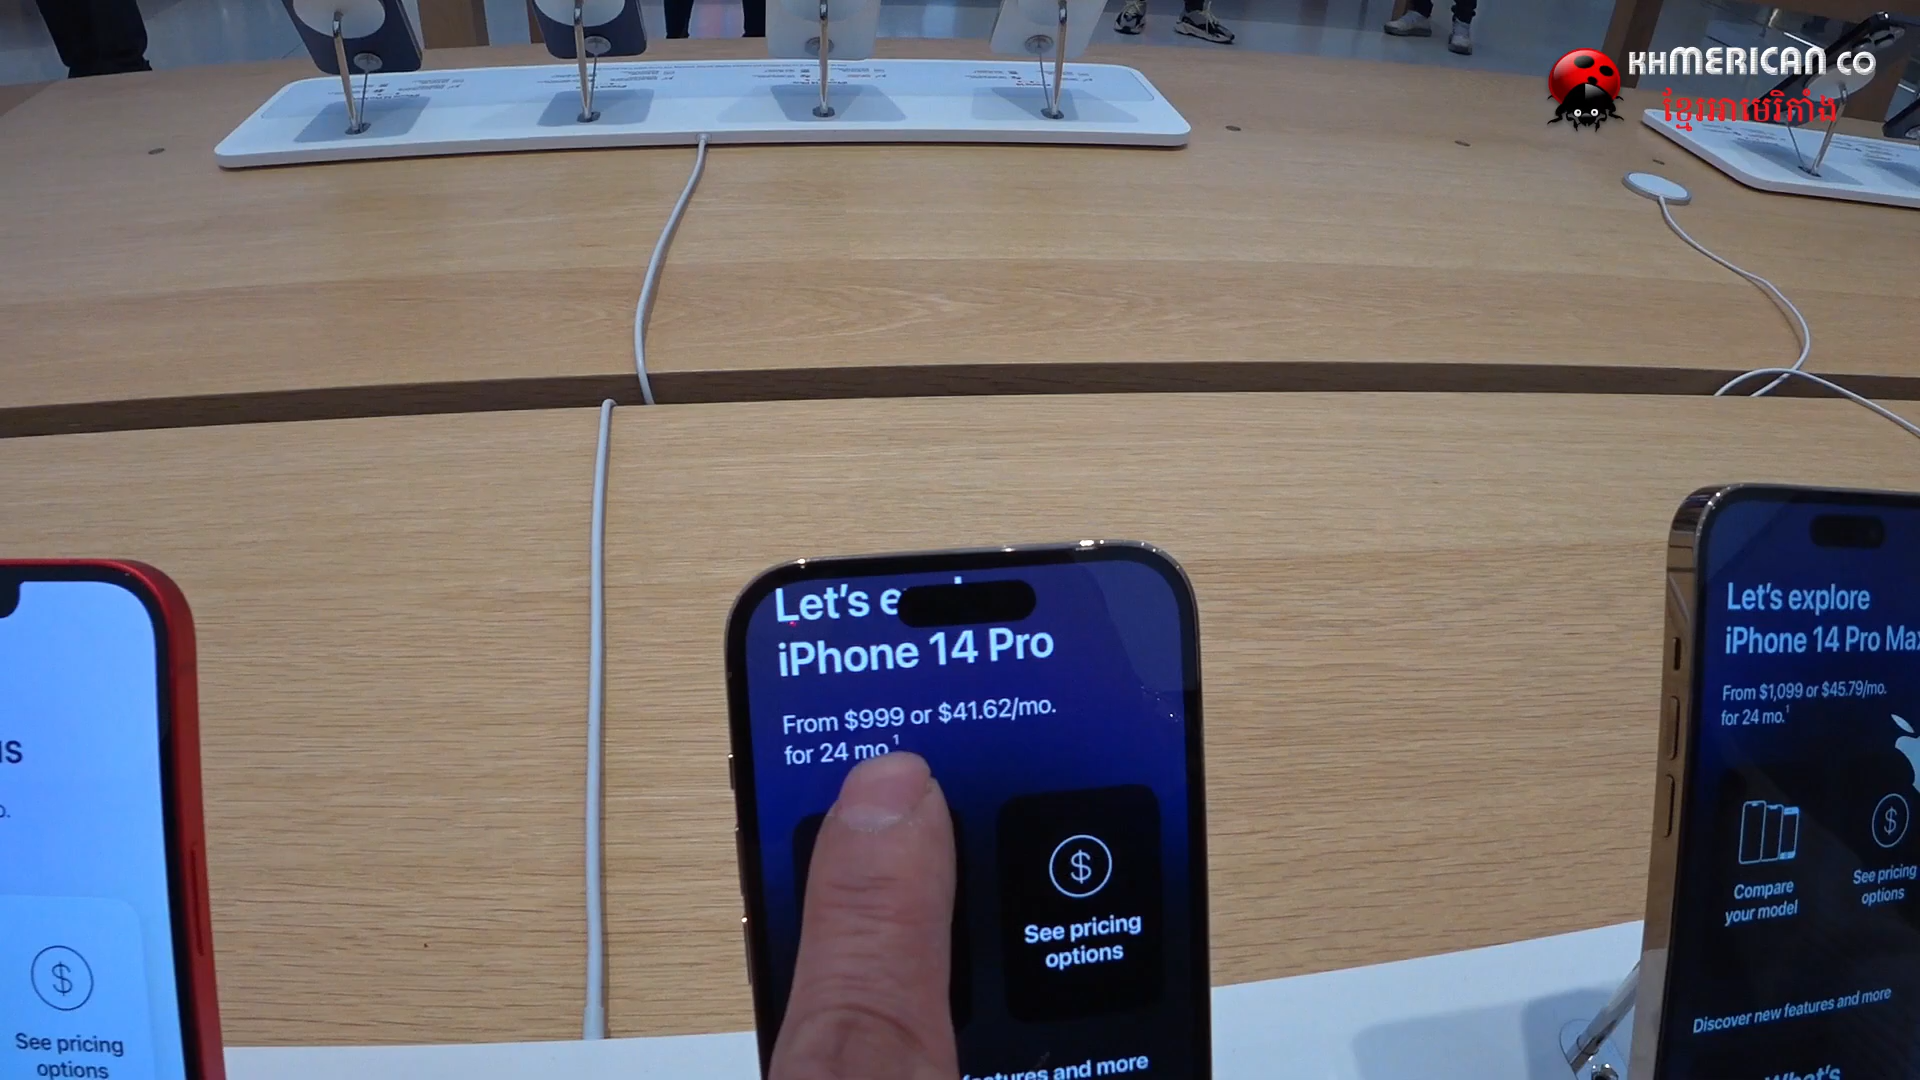 KHMERICAN CO
ខ្មែរអាមេរិកាំង
Let's e
iPhone 14 Pro
From $999 or $41.62/mo.
for 24 mo.¹
See pricing
options
and more
Let's explore
iPhone 14 Pro Max
From $1,099 or $45.79/mo.
for 24 mo.¹
Compare
your model
See pricing
options
Discover new features and more
What's
See pricing
options